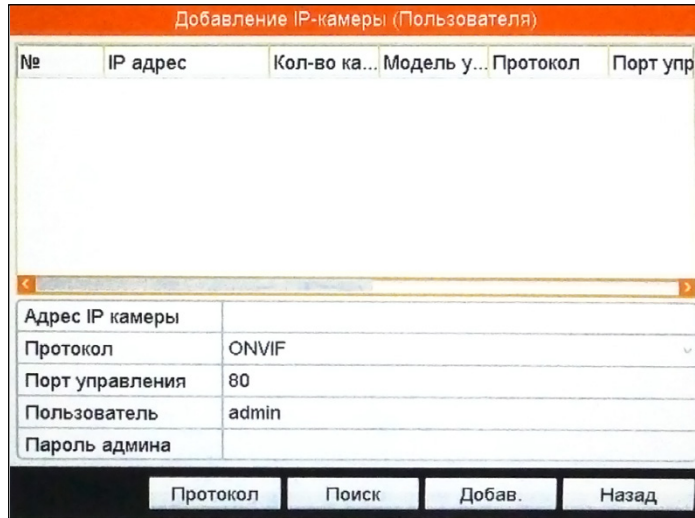 Добавление IP-камеры (Пользователя)
№ IP адрес Кол-во ка... Модель у... Протокол Порт упр
Адрес IP камеры
Протокол ONVIF
Порт управления 80
Пользователь admin
Пароль админа
Протокол Поиск Добав. Назад